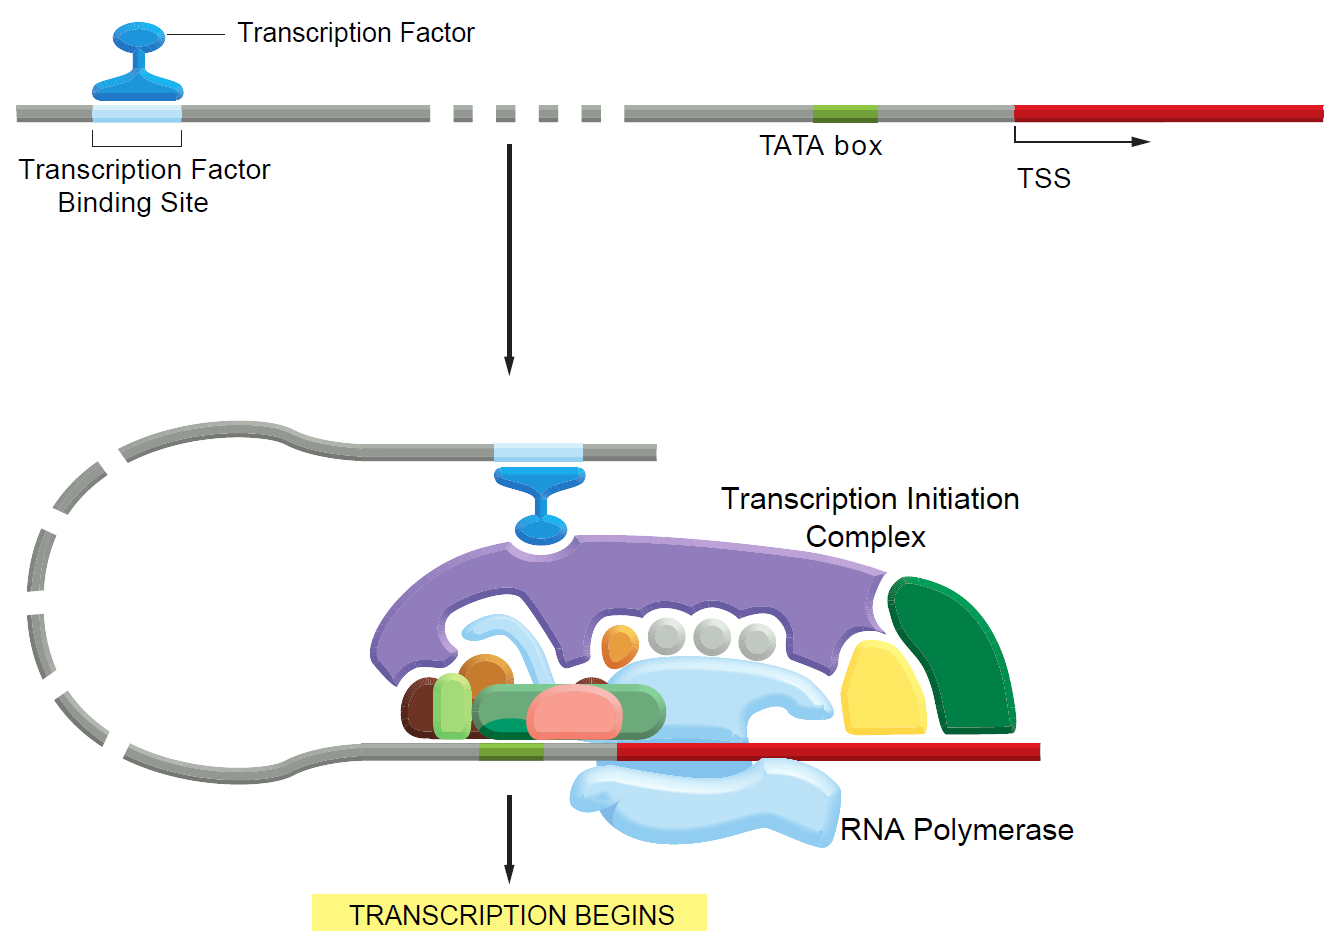 Transcription Factor
TATA box
Transcription Factor
Binding Site
TSS
Transcription Initiation
Complex
RNA Polymerase
TRANSCRIPTION BEGINS